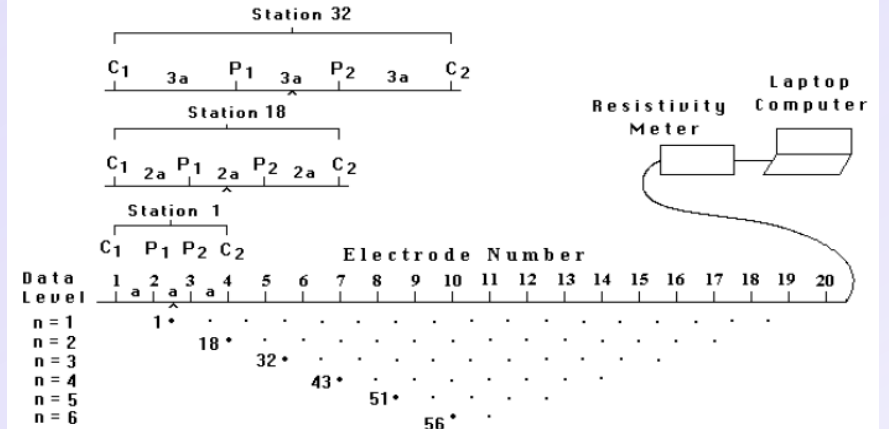 Station 32
C1 3a P1 3a P2 3a C2
Laptop
Computer
Resistivity
Meter
Station 18
C1 2a P1 2a P2 2a C2
Station 1
C1 P1 P2 C2
Electrode Number
Data
Level
1 2 3 4 5 6 7 8 9 10 11 12 13 14 15 16 17 18 19 20
a a a
n = 1 1
n = 2 18
n = 3 32
n = 4 43
n = 5 51
n = 6 56